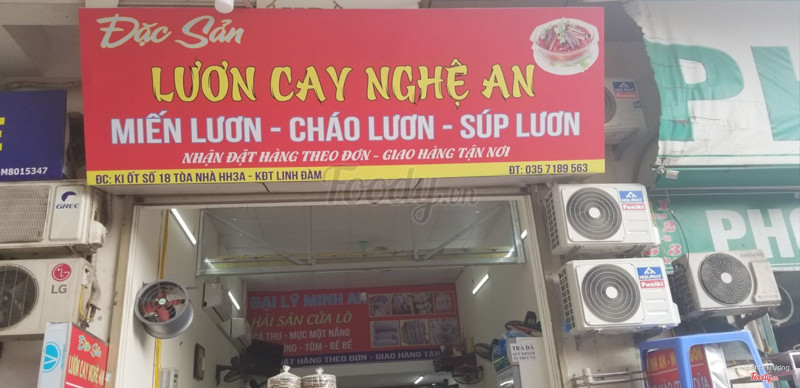 Đặc Sản
LƯƠN CAY NGHỆ AN
MIẾN LƯƠN - CHÁO LƯƠN - SÚP LƯƠN
NHẬN ĐẶT HÀNG THEO ĐƠN - GIAO HÀNG TẬN NƠI
ĐC: KI ỐT SỐ 18 TÒA NHÀ HH3A - KĐT LINH ĐÀM
ĐT: 035 7189 563
Foody.vn
M8015347
GREE
LG
HÒA PHÁT
Funiki
HÒA PHÁT
Funiki
Funiki
PHO
ĐẠI LÝ MINH
HẢI SẢN CỬA LÒ
CÁ THU - MỰC MỘT NẮNG
TÔM - BỀ BỀ
ĐẶT HÀNG THEO ĐƠN - GIAO HÀNG TẬN
TRÀ ĐÁ
Đặc Sản
LƯƠN CAY NGHỆ AN